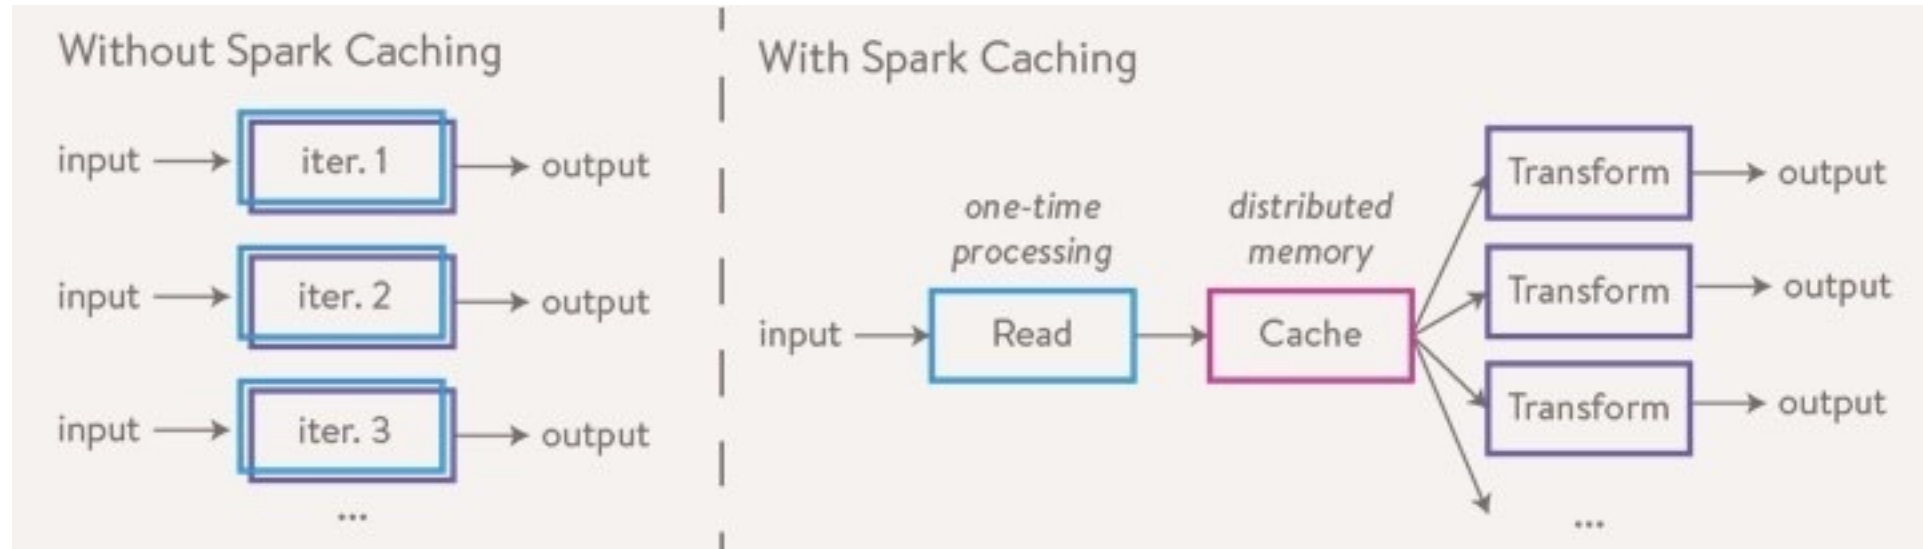 Without Spark Caching
input
iter. 1
output
input
iter. 2
output
input
iter. 3
output
...
With Spark Caching
input
one-time
processing
Read
distributed
memory
Cache
Transform
output
Transform
output
Transform
output
...